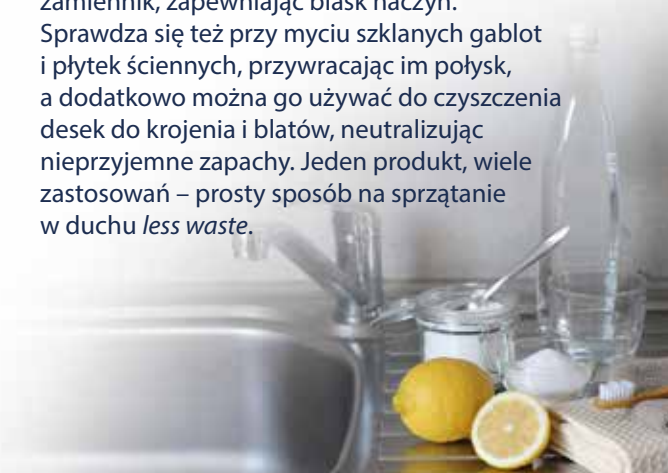 zamiennik, zapewniając blask naczyń.
Sprawdza się też przy myciu szklanych gablot
i płytek ściennych, przywracając im połysk,
a dodatkowo można go używać do czyszczenia
desek do krojenia i blatów, neutralizując
nieprzyjemne zapachy. Jeden produkt, wiele
zastosowań – prosty sposób na sprzątanie
w duchu less waste.